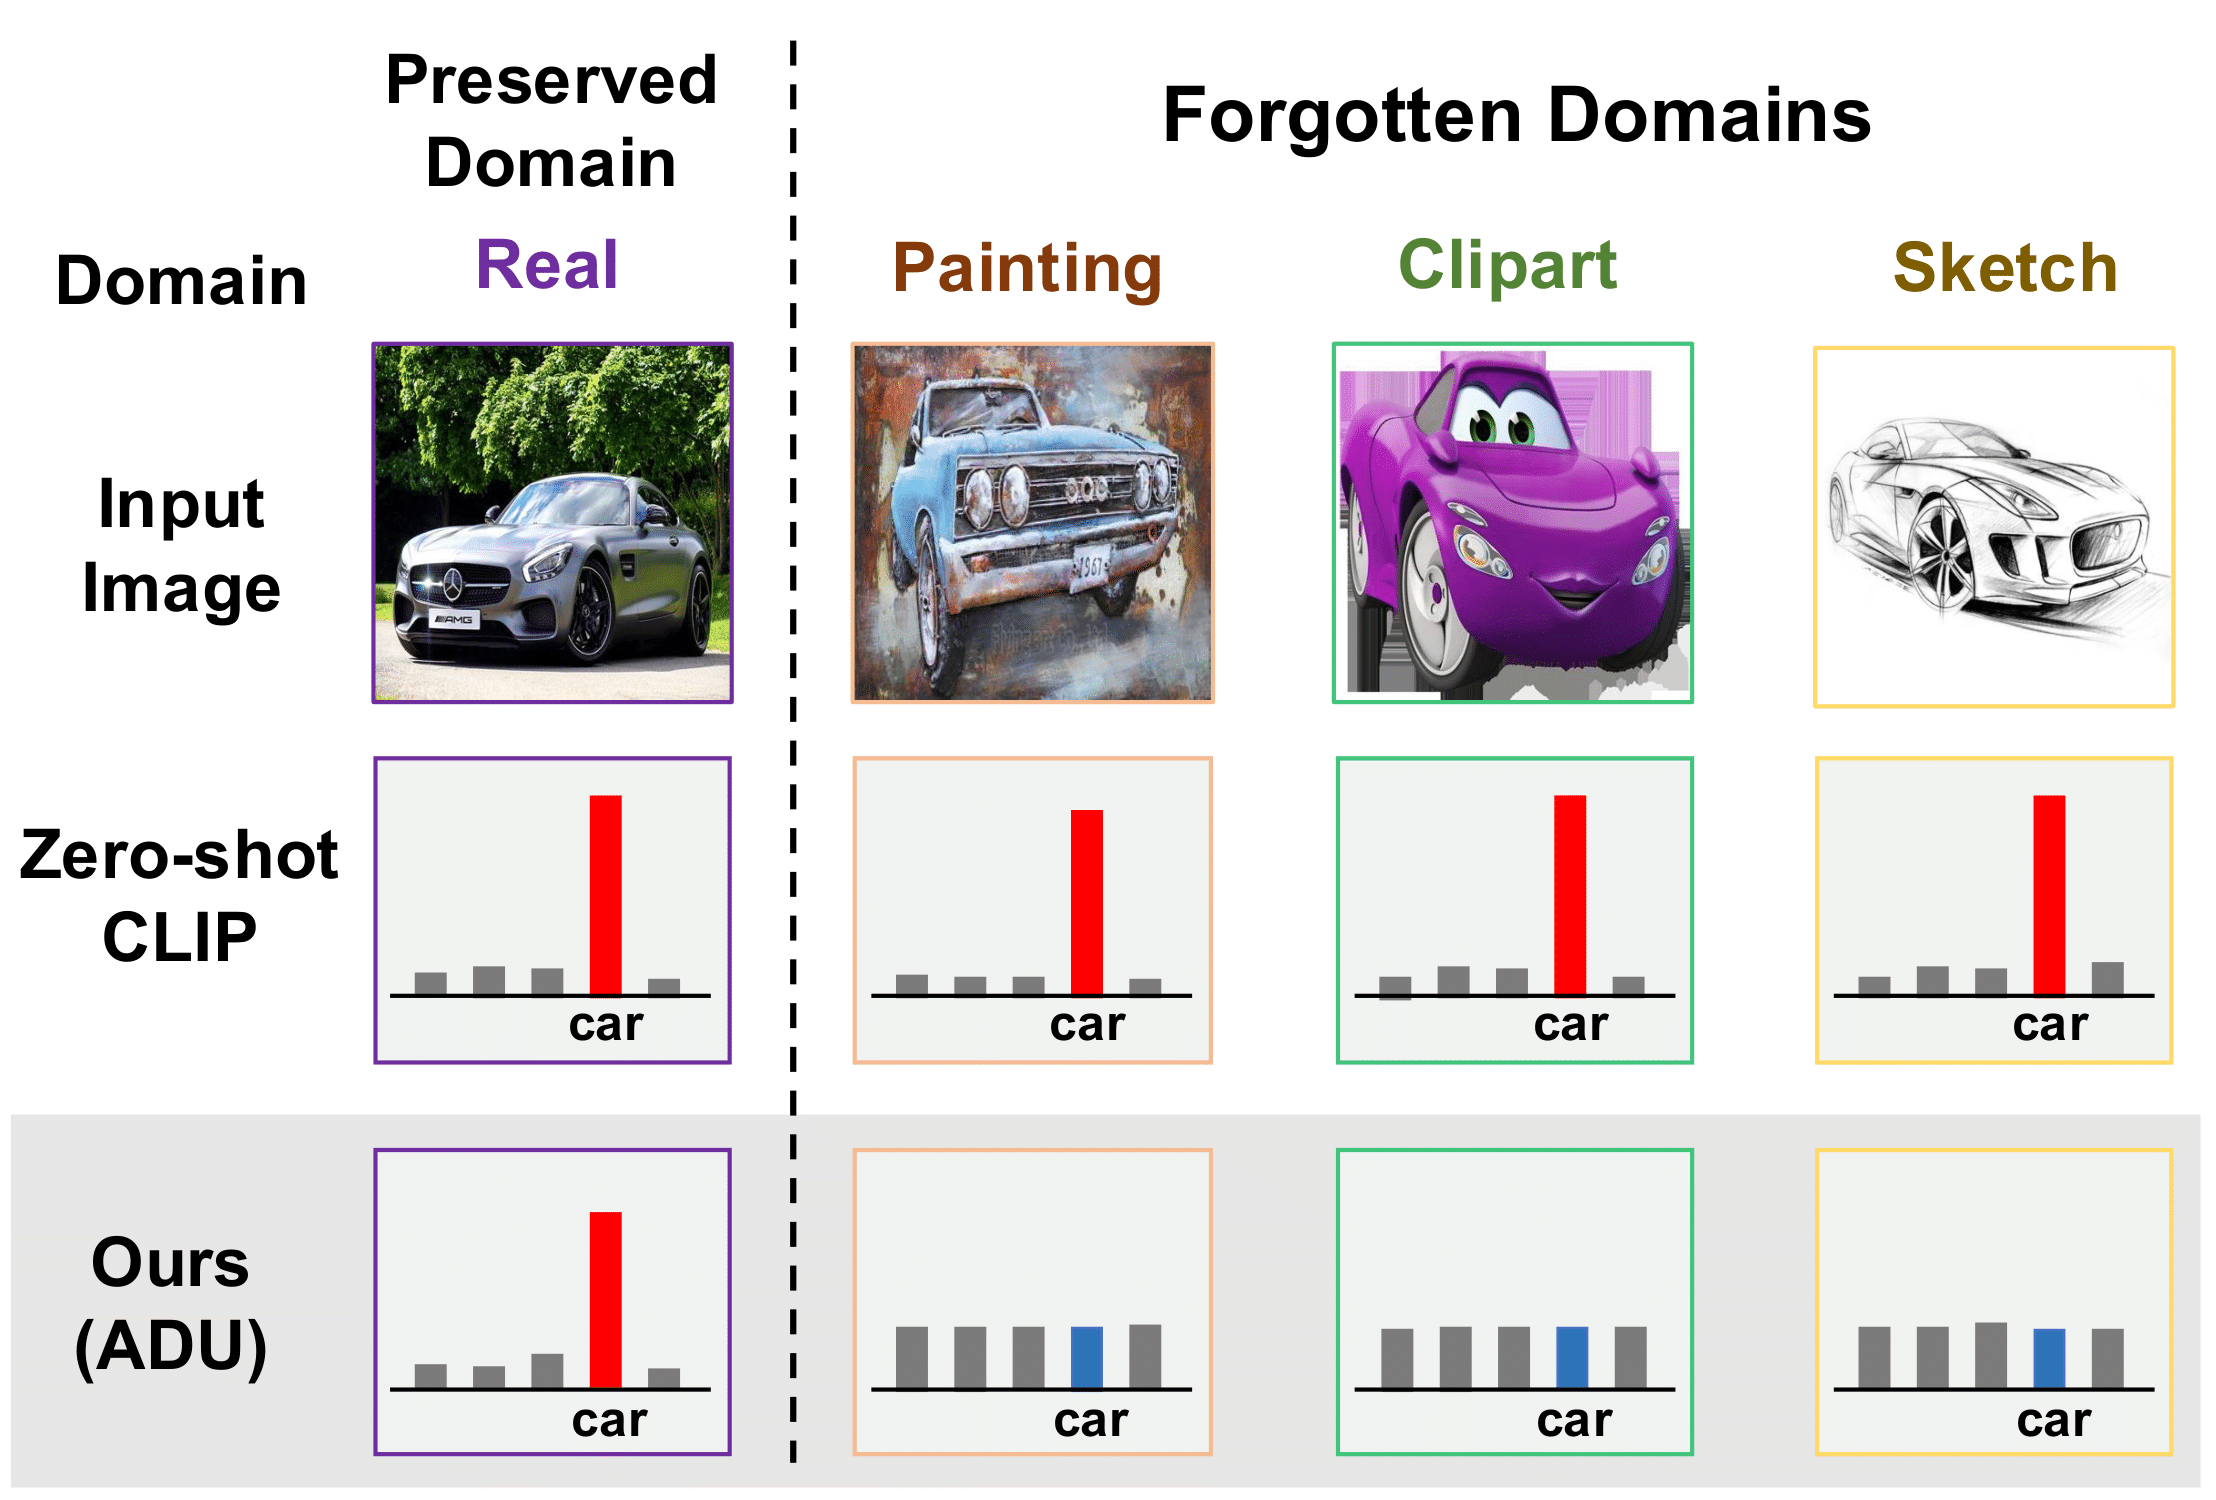 Preserved
Domain
Forgotten Domains
Domain
Real
Painting
Clipart
Sketch
Input
Image
AMG
1967
Zero-shot
CLIP
car
car
car
car
Ours
(ADU)
car
car
car
car